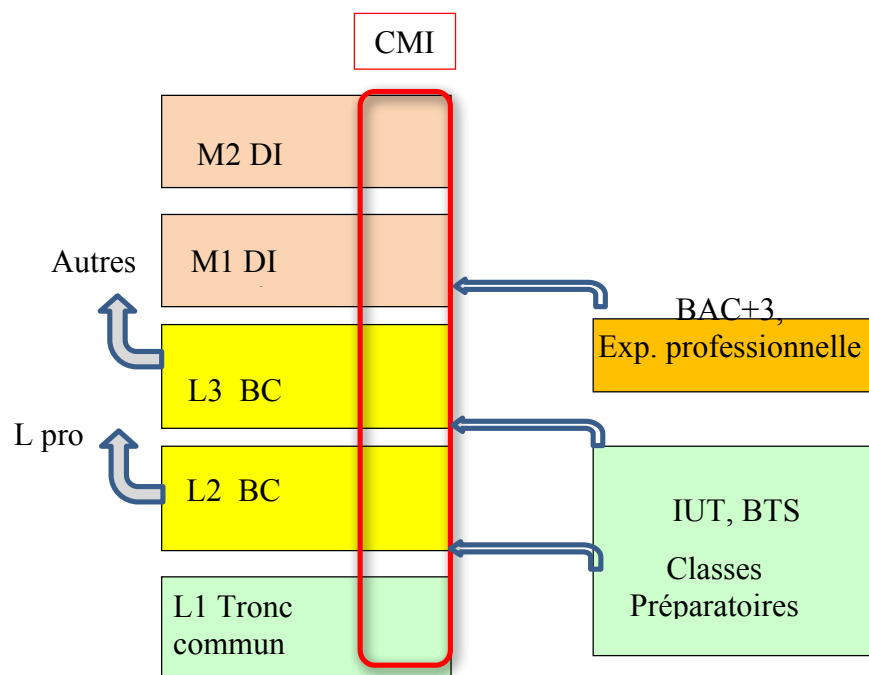 CMI
M2 DI
M1 DI
Autres
BAC+3,
Exp. professionnelle
L3 BC
L pro
L2 BC
IUT, BTS
Classes
Préparatoires
L1 Tronc
commun